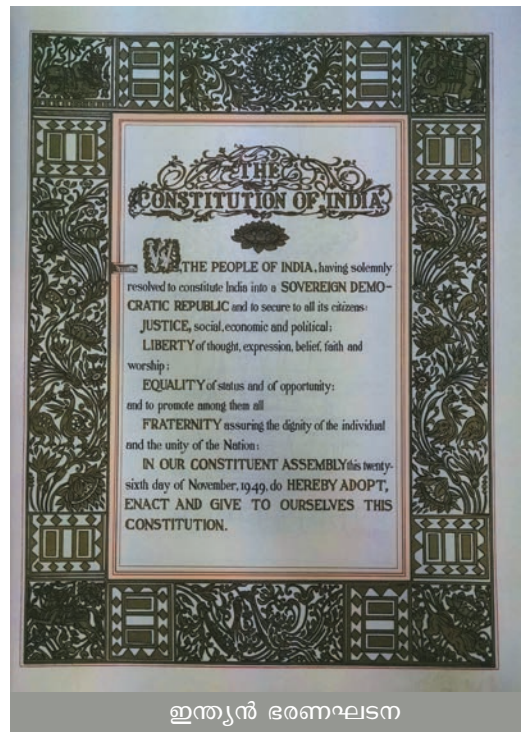 THE
CONSTITUTION OF INDIA
WE, THE PEOPLE OF INDIA, having solemnly
resolved to constitute India into a SOVEREIGN DEMO-
CRATIC REPUBLIC and to secure to all its citizens:
JUSTICE, social, economic and political;
LIBERTY of thought, expression, belief, faith and
worship;
EQUALITY of status and of opportunity;
and to promote among them all
FRATERNITY assuring the dignity of the individual
and the unity of the Nation;
IN OUR CONSTITUENT ASSEMBLY this twenty-
sixth day of November, 1949, do HEREBY ADOPT,
ENACT AND GIVE TO OURSELVES THIS
CONSTITUTION.
ഇന്ത്യൻ ഭരണഘടന